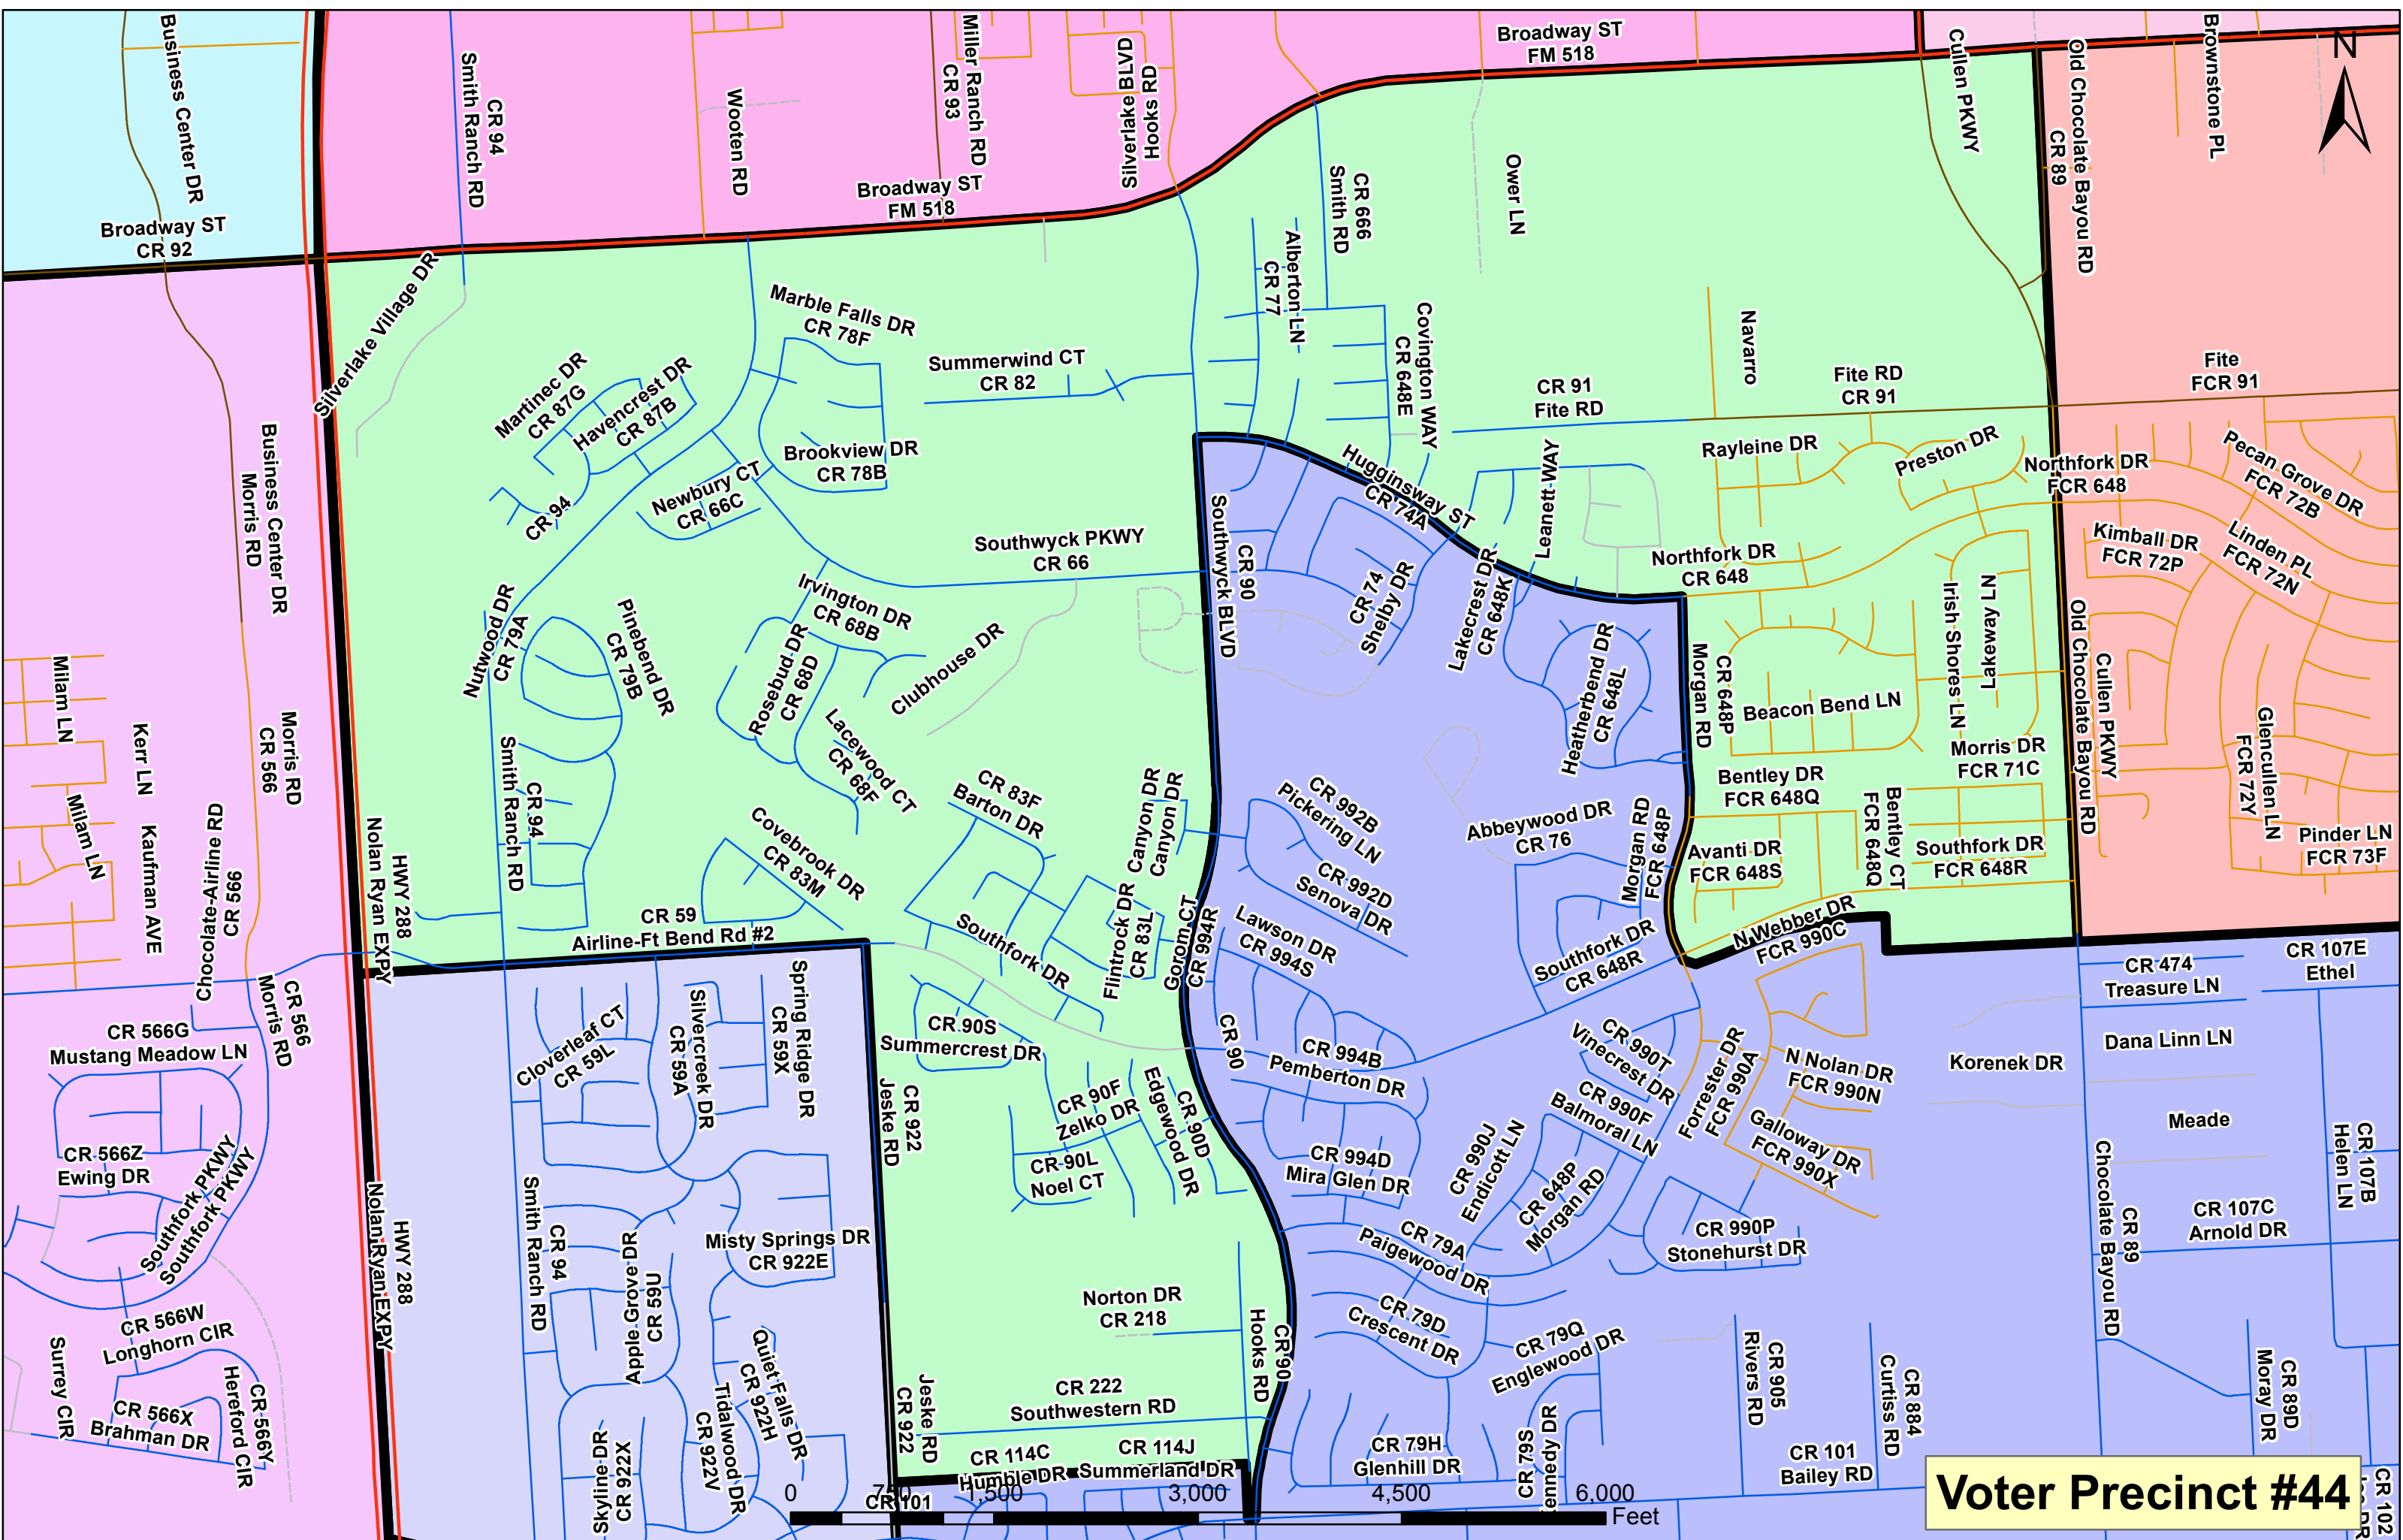 Business Center DR
Broadway ST
CR 92
CR 94
Smith Ranch RD
Wooten RD
Miller Ranch RD
CR 93
Silverlake BLVD
Hooks RD
Broadway ST
FM 518
Broadway ST
FM 518
Cullen PKWY
Old Chocolate Bayou RD
CR 89
Brownstone PL
N
CR 666
Smith RD
Ower LN
Alberton LN
CR 77
Silverlake Village DR
Marble Falls DR
CR 78F
Summerwind CT
CR 82
Martinec DR
CR 87G
Havencrest DR
CR 87B
Covington WAY
CR 648E
Navarro
CR 91
Fite RD
Fite RD
CR 91
Fite
FCR 91
Brookview DR
CR 78B
Newbury CT
CR 66C
CR 94
Hugginsway ST
CR 74A
Leanett WAY
Rayleine DR
Preston DR
Northfork DR
FCR 648
Pecan Grove DR
FCR 72B
Kimball DR
FCR 72P
Linden PL
FCR 72N
Business Center DR
Morris RD
Southwyck PKWY
CR 66
Southwyck BLVD
CR 90
CR 74
Shelby DR
Lakecrest DR
CR 648K
Northfork DR
CR 648
Irish Shores LN
Lakeway LN
Nutwood DR
CR 79A
Pinebend DR
CR 79B
Irvington DR
CR 68B
Rosebud DR
CR 68D
Clubhouse DR
Lacewood CT
CR 68F
Heatherbend DR
CR 648L
CR 648P
Morgan RD
Beacon Bend LN
Morris DR
FCR 71C
Old Chocolate Bayou RD
Cullen PKWY
Glencullen LN
FCR 72Y
Pinder LN
FCR 73F
Milam LN
Kerr LN
Milam LN
Kaufman AVE
Morris RD
CR 566
Chocolate-Airline RD
CR 566
HWY 288
Nolan Ryan EXPY
Smith Ranch RD
CR 94
CR 83F
Barton DR
Covebrook DR
CR 83M
Canyon DR
Canyon DR
CR 992B
Pickering LN
Abbeywood DR
CR 76
Bentley DR
FCR 648Q
Bentley CT
FCR 648Q
Avanti DR
FCR 648S
Southfork DR
FCR 648R
Morgan RD
FCR 648P
CR 59
Airline-Ft Bend Rd #2
Southfork DR
Flintrock DR
CR 83L
Gorom CT
CR 994R
Lawson DR
CR 994S
CR 992D
Senova DR
Southfork DR
CR 648R
N Webber DR
FCR 990C
CR 474
Treasure LN
CR 107E
Ethel
CR 566
Morris RD
CR 566G
Mustang Meadow LN
Cloverleaf CT
CR 59L
Silvercreek DR
CR 59A
Spring Ridge DR
CR 59X
CR 90S
Summercrest DR
CR 90
CR 994B
Pemberton DR
CR 990T
Vinecrest DR
Forrester DR
FCR 990A
N Nolan DR
FCR 990N
Korenek DR
Dana Linn LN
Meade
CR 922
Jeske RD
CR 90F
Zelko DR
Edgewood DR
CR 90D
CR 990F
Balmoral LN
Galloway DR
FCR 990X
CR 566Z
Ewing DR
Southfork PKWY
Southfork PKWY
CR 90L
Noel CT
CR 994D
Mira Glen DR
CR 990J
Endicott LN
CR 648P
Morgan RD
CR 990P
Stonehurst DR
CR 107C
Arnold DR
CR 107B
Helen LN
CR 89
Chocolate Bayou RD
HWY 288
Nolan Ryan EXPY
CR 94
Smith Ranch RD
Misty Springs DR
CR 922E
Apple Grove DR
CR 59U
CR 79A
Paigewood DR
Norton DR
CR 218
CR 79D
Crescent DR
CR 79Q
Englewood DR
CR 566W
Longhorn CIR
Surrey CIR
CR 566X
Brahman DR
CR 566Y
Hereford CIR
Quiet Falls DR
CR 922H
Tidalwood DR
CR 922V
Skyline DR
CR 922X
Jeske RD
CR 922
CR 222
Southwestern RD
Hooks RD
CR 90
CR 905
Rivers RD
CR 884
Curtiss RD
CR 89D
Moray DR
CR 114C
Humble DR
CR 114J
Summerland DR
CR 79H
Glenhill DR
CR 79S
Kennedy DR
CR 101
Bailey RD
CR 101
CR 102
0 750 1,500 3,000 4,500 6,000
Feet
Voter Precinct #44